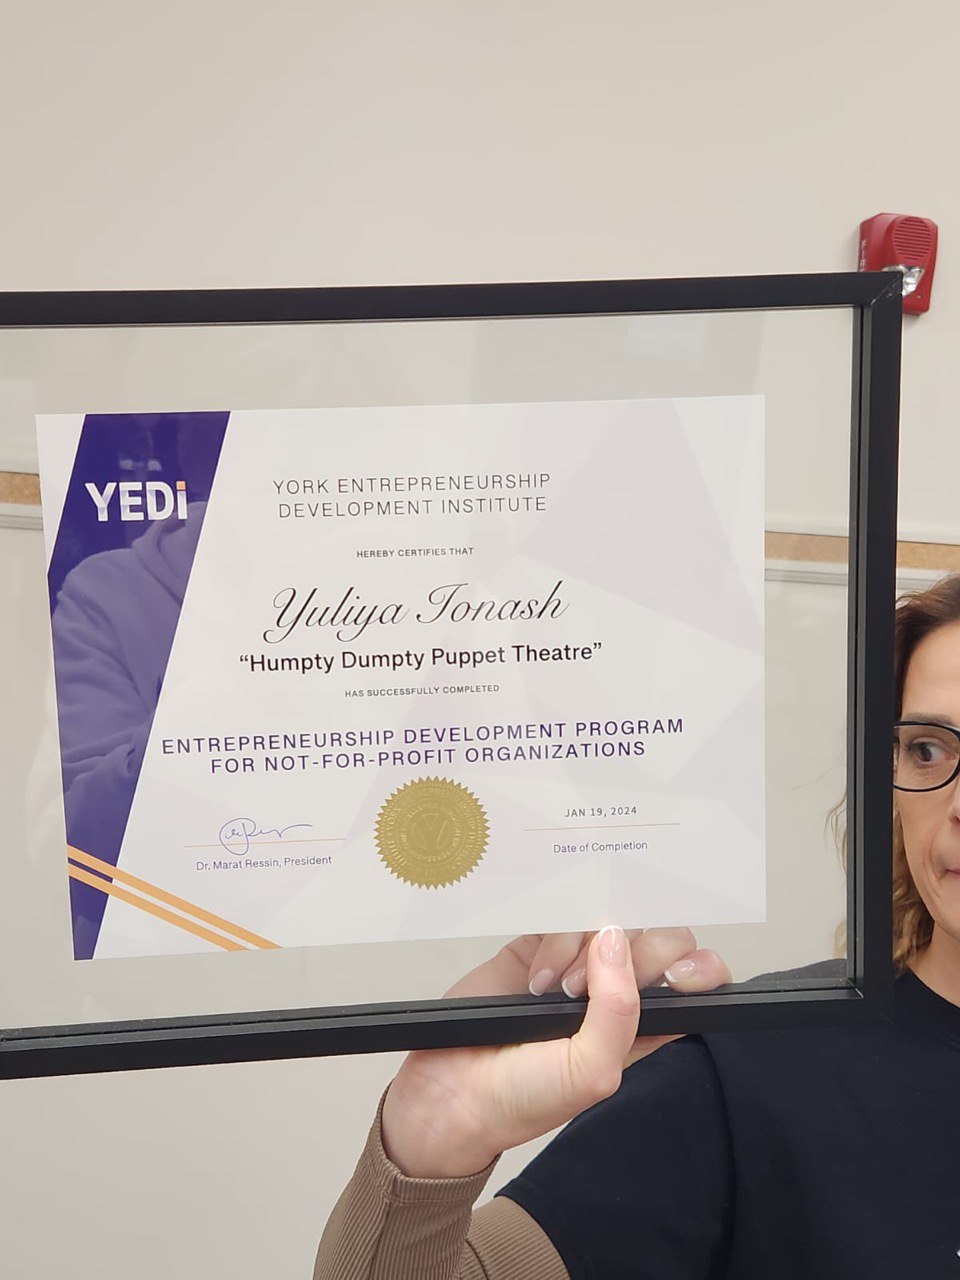 YEDi
YORK ENTREPRENEURSHIP
DEVELOPMENT INSTITUTE
HEREBY CERTIFIES THAT
Yuliya Ionash
“Humpty Dumpty Puppet Theatre”
HAS SUCCESSFULLY COMPLETED
ENTREPRENEURSHIP DEVELOPMENT PROGRAM
FOR NOT-FOR-PROFIT ORGANIZATIONS
JAN 19, 2024
Dr. Marat Ressin, President
Date of Completion